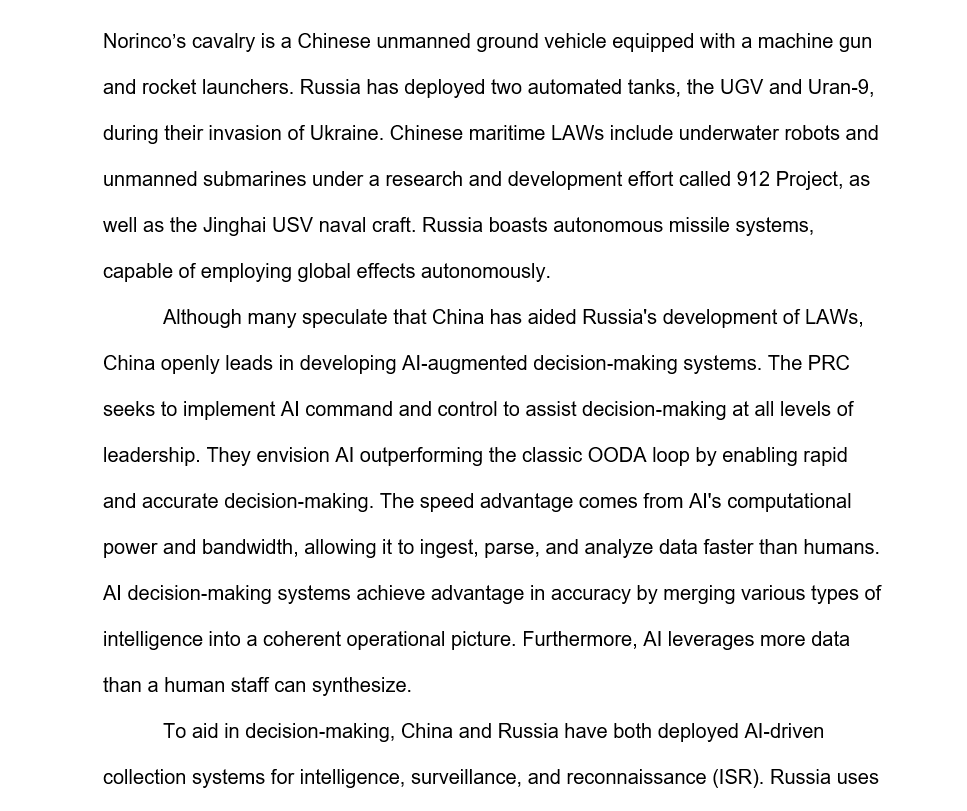 Norinco’s cavalry is a Chinese unmanned ground vehicle equipped with a machine gun
and rocket launchers. Russia has deployed two automated tanks, the UGV and Uran-9,
during their invasion of Ukraine. Chinese maritime LAWs include underwater robots and
unmanned submarines under a research and development effort called 912 Project, as
well as the Jinghai USV naval craft. Russia boasts autonomous missile systems,
capable of employing global effects autonomously.
Although many speculate that China has aided Russia's development of LAWs,
China openly leads in developing AI-augmented decision-making systems. The PRC
seeks to implement AI command and control to assist decision-making at all levels of
leadership. They envision AI outperforming the classic OODA loop by enabling rapid
and accurate decision-making. The speed advantage comes from AI's computational
power and bandwidth, allowing it to ingest, parse, and analyze data faster than humans.
AI decision-making systems achieve advantage in accuracy by merging various types of
intelligence into a coherent operational picture. Furthermore, AI leverages more data
than a human staff can synthesize.
To aid in decision-making, China and Russia have both deployed AI-driven
collection systems for intelligence, surveillance, and reconnaissance (ISR). Russia uses